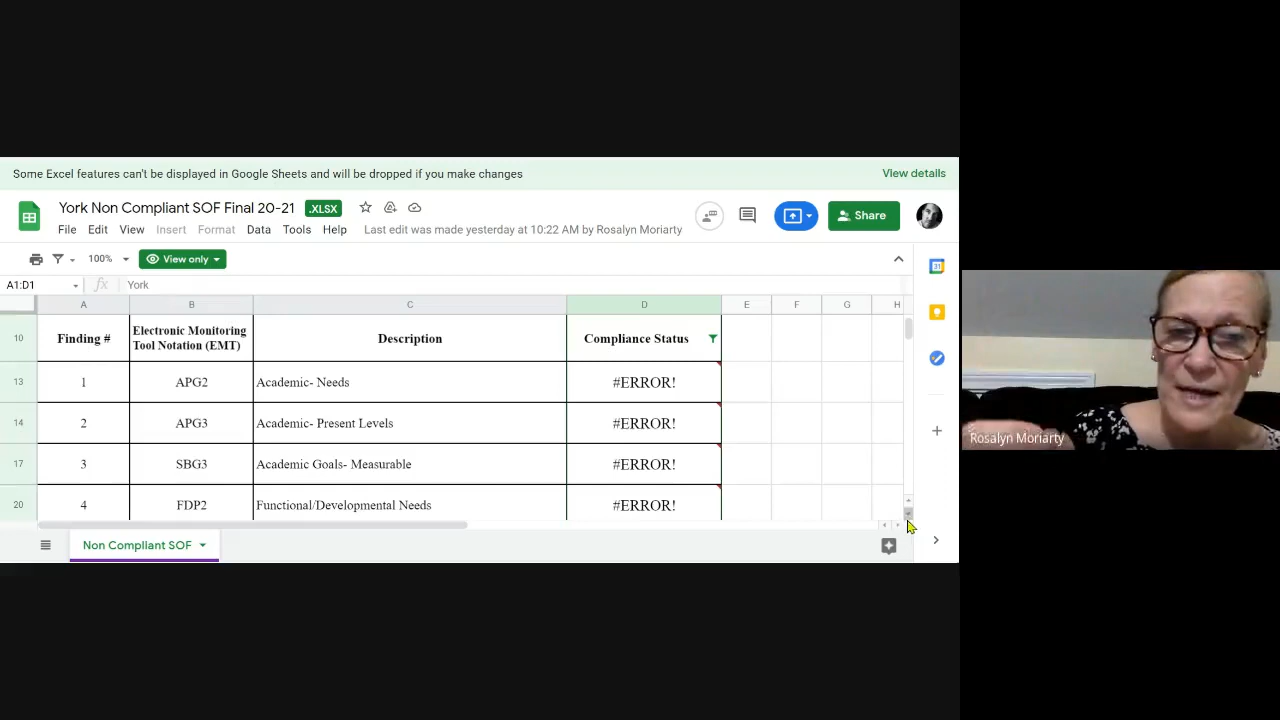 Some Excel features can't be displayed in Google Sheets and will be dropped if you make changes
View details
York Non Compliant SOF Final 20-21
.XLSX
Share
File Edit View Insert Format Data Tools Help Last edit was made yesterday at 10:22 AM by Rosalyn Moriarty
100% View only
A1:D1 fx York
A B C D E F G H
10 Finding # Electronic Monitoring Tool Notation (EMT) Description Compliance Status
13 1 APG2 Academic- Needs #ERROR!
14 2 APG3 Academic- Present Levels #ERROR!
17 3 SBG3 Academic Goals- Measurable #ERROR!
20 4 FDP2 Functional/Developmental Needs #ERROR!
Non Compliant SOF
31
Rosalyn Moriarty